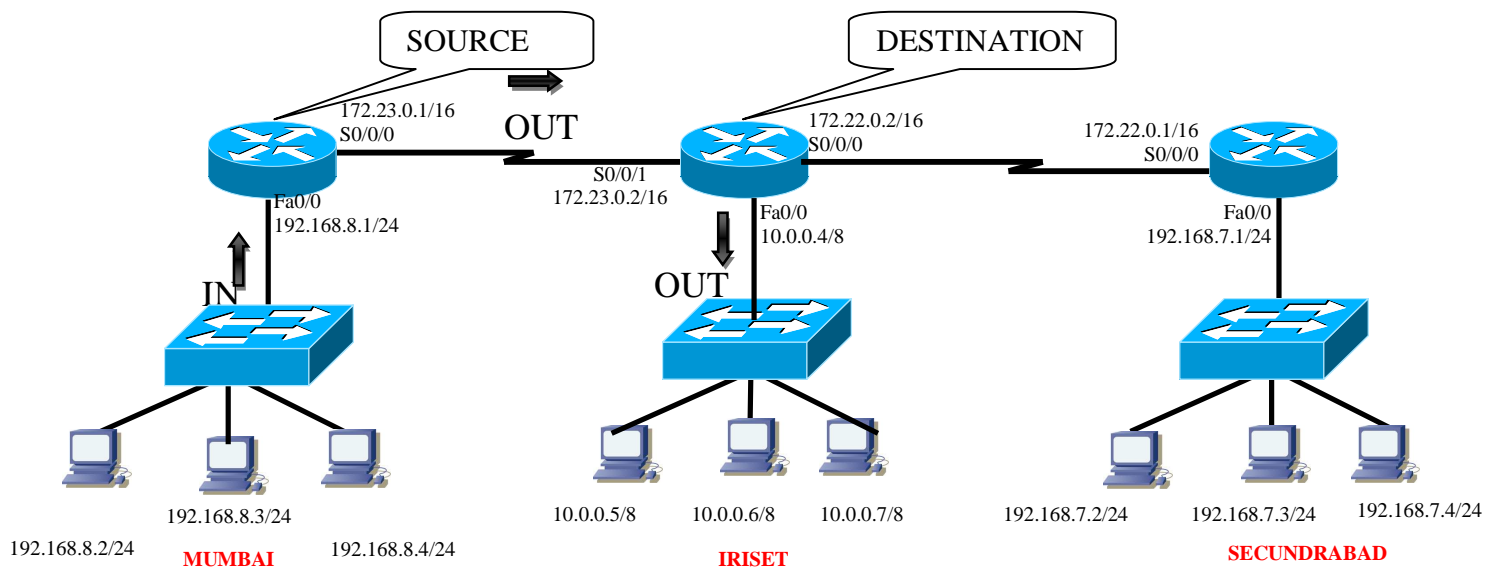 SOURCE
DESTINATION
172.23.0.1/16
S0/0/0
OUT
172.22.0.2/16
S0/0/0
172.22.0.1/16
S0/0/0
S0/0/1
172.23.0.2/16
Fa0/0
192.168.8.1/24
Fa0/0
10.0.0.4/8
Fa0/0
192.168.7.1/24
IN
OUT
192.168.8.2/24
192.168.8.3/24
192.168.8.4/24
10.0.0.5/8
10.0.0.6/8
10.0.0.7/8
192.168.7.2/24
192.168.7.3/24
192.168.7.4/24
MUMBAI
IRISET
SECUNDRABAD